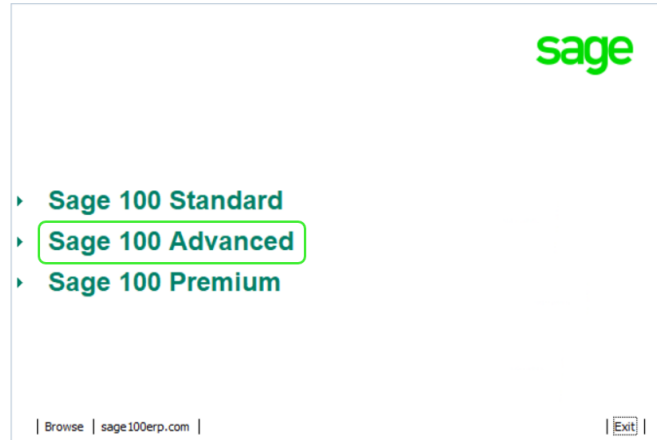 sage
Sage 100 Standard
Sage 100 Advanced
Sage 100 Premium
| Browse | sage100erp.com | | Exit |